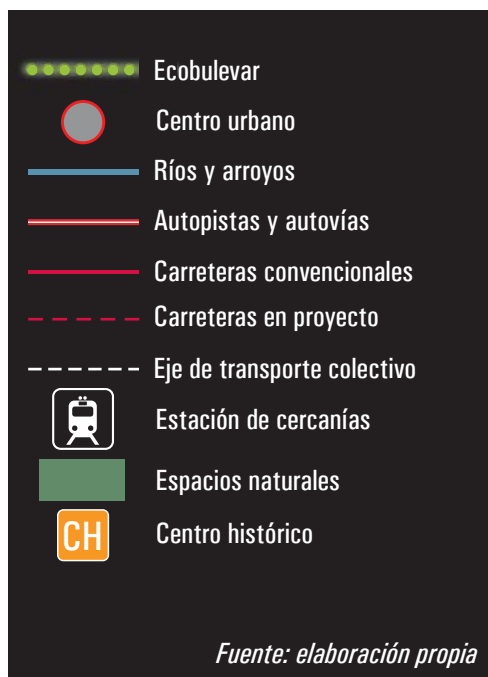 Ecobulevar
Centro urbano
Ríos y arroyos
Autopistas y autovías
Carreteras convencionales
Carreteras en proyecto
Eje de transporte colectivo
Estación de cercanías
Espacios naturales
CH Centro histórico
Fuente: elaboración propia